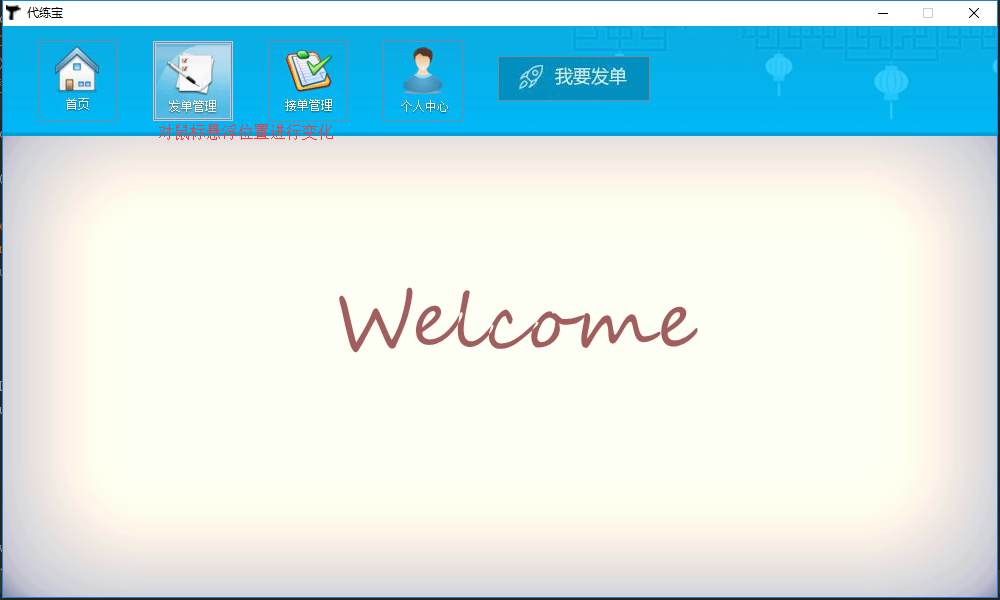 代练宝
首页
发单管理
接单管理
个人中心
我要发单
对鼠标悬停位置进行变化
Welcome